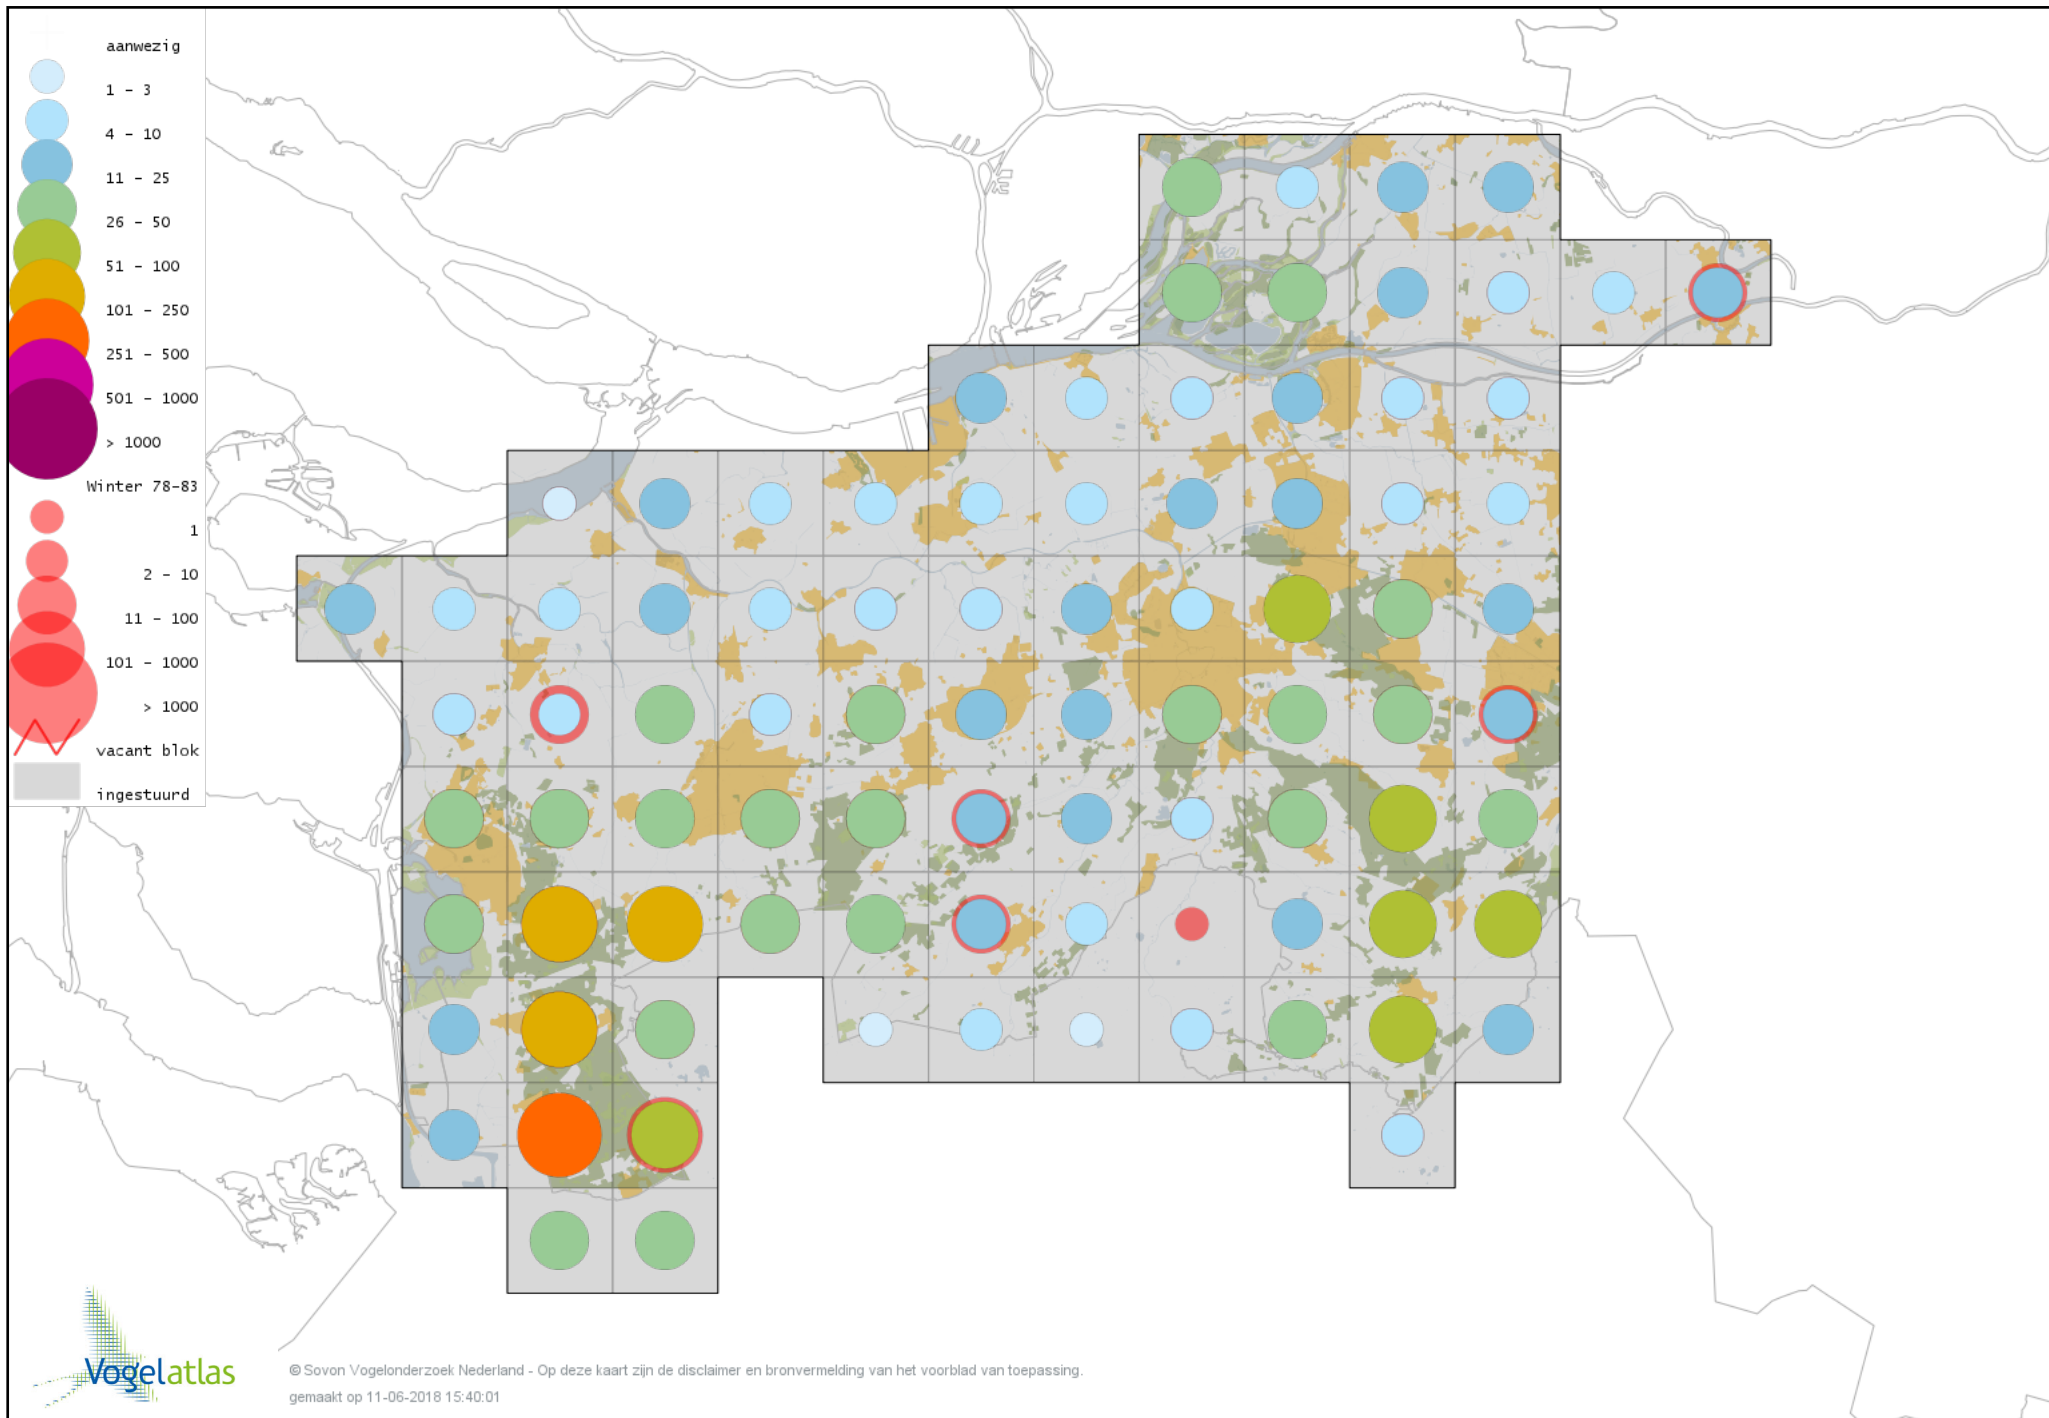 aanwezig
1 - 3
4 - 10
11 - 25
26 - 50
51 - 100
101 - 250
251 - 500
501 - 1000
> 1000
Winter 78-83
1
2 - 10
11 - 100
101 - 1000
> 1000
vacant blok
ingestuurd
Vogelatlas
© Sovon Vogelonderzoek Nederland - Op deze kaart zijn de disclaimer en bronvermelding van het voorblad van toepassing.
gemaakt op 11-06-2018 15:40:01